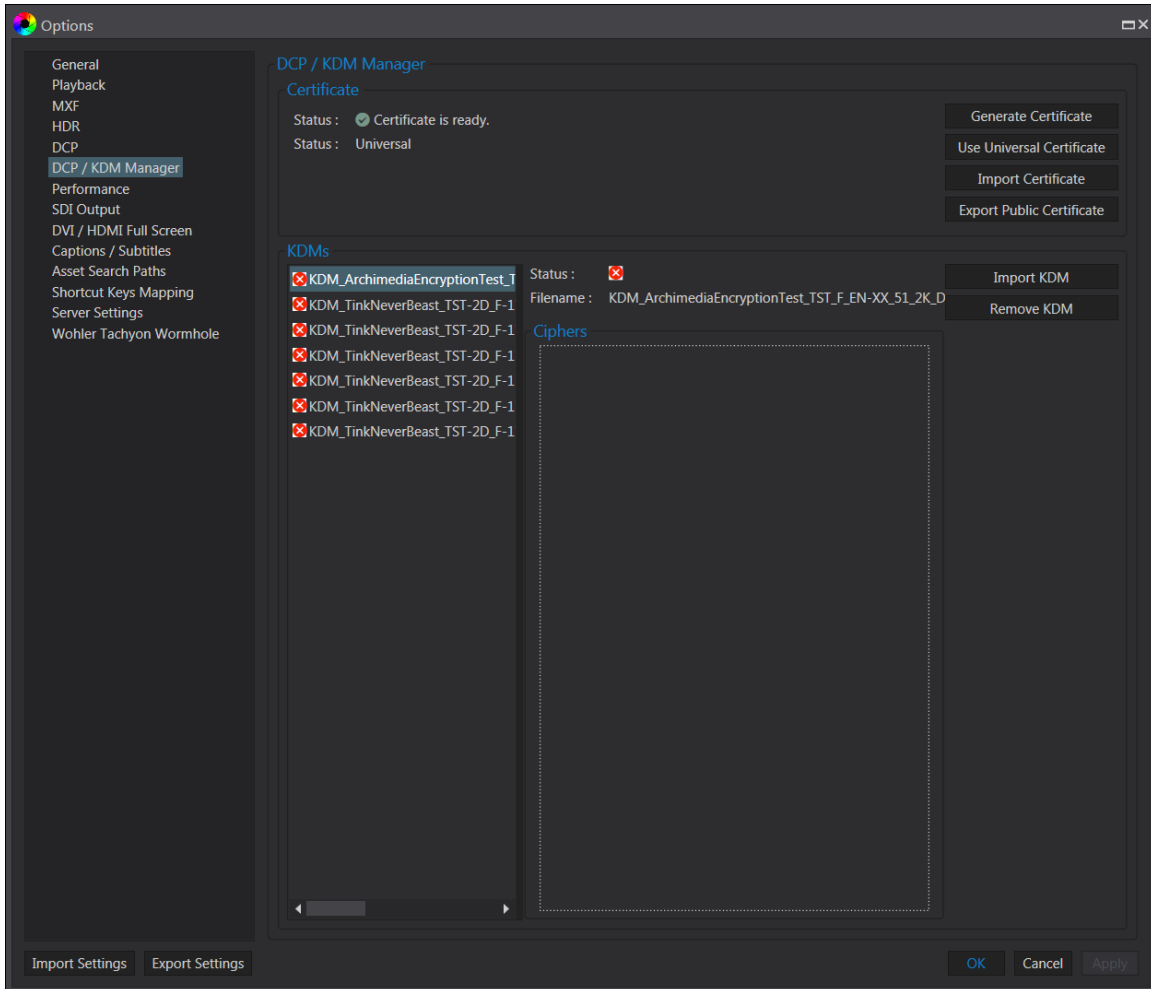 Options
General
Playback
MXF
HDR
DCP
DCP / KDM Manager
Performance
SDI Output
DVI / HDMI Full Screen
Captions / Subtitles
Asset Search Paths
Shortcut Keys Mapping
Server Settings
Wohler Tachyon Wormhole
DCP / KDM Manager
Certificate
Status : Certificate is ready.
Status : Universal
Generate Certificate
Use Universal Certificate
Import Certificate
Export Public Certificate
KDMs
KDM_ArchimediaEncryptionTest_T
KDM_TinkNeverBeast_TST-2D_F-1
KDM_TinkNeverBeast_TST-2D_F-1
KDM_TinkNeverBeast_TST-2D_F-1
KDM_TinkNeverBeast_TST-2D_F-1
KDM_TinkNeverBeast_TST-2D_F-1
KDM_TinkNeverBeast_TST-2D_F-1
Status :
Filename : KDM_ArchimediaEncryptionTest_TST_F_EN-XX_51_2K_D
Ciphers
Import KDM
Remove KDM
Import Settings Export Settings
OK Cancel Apply